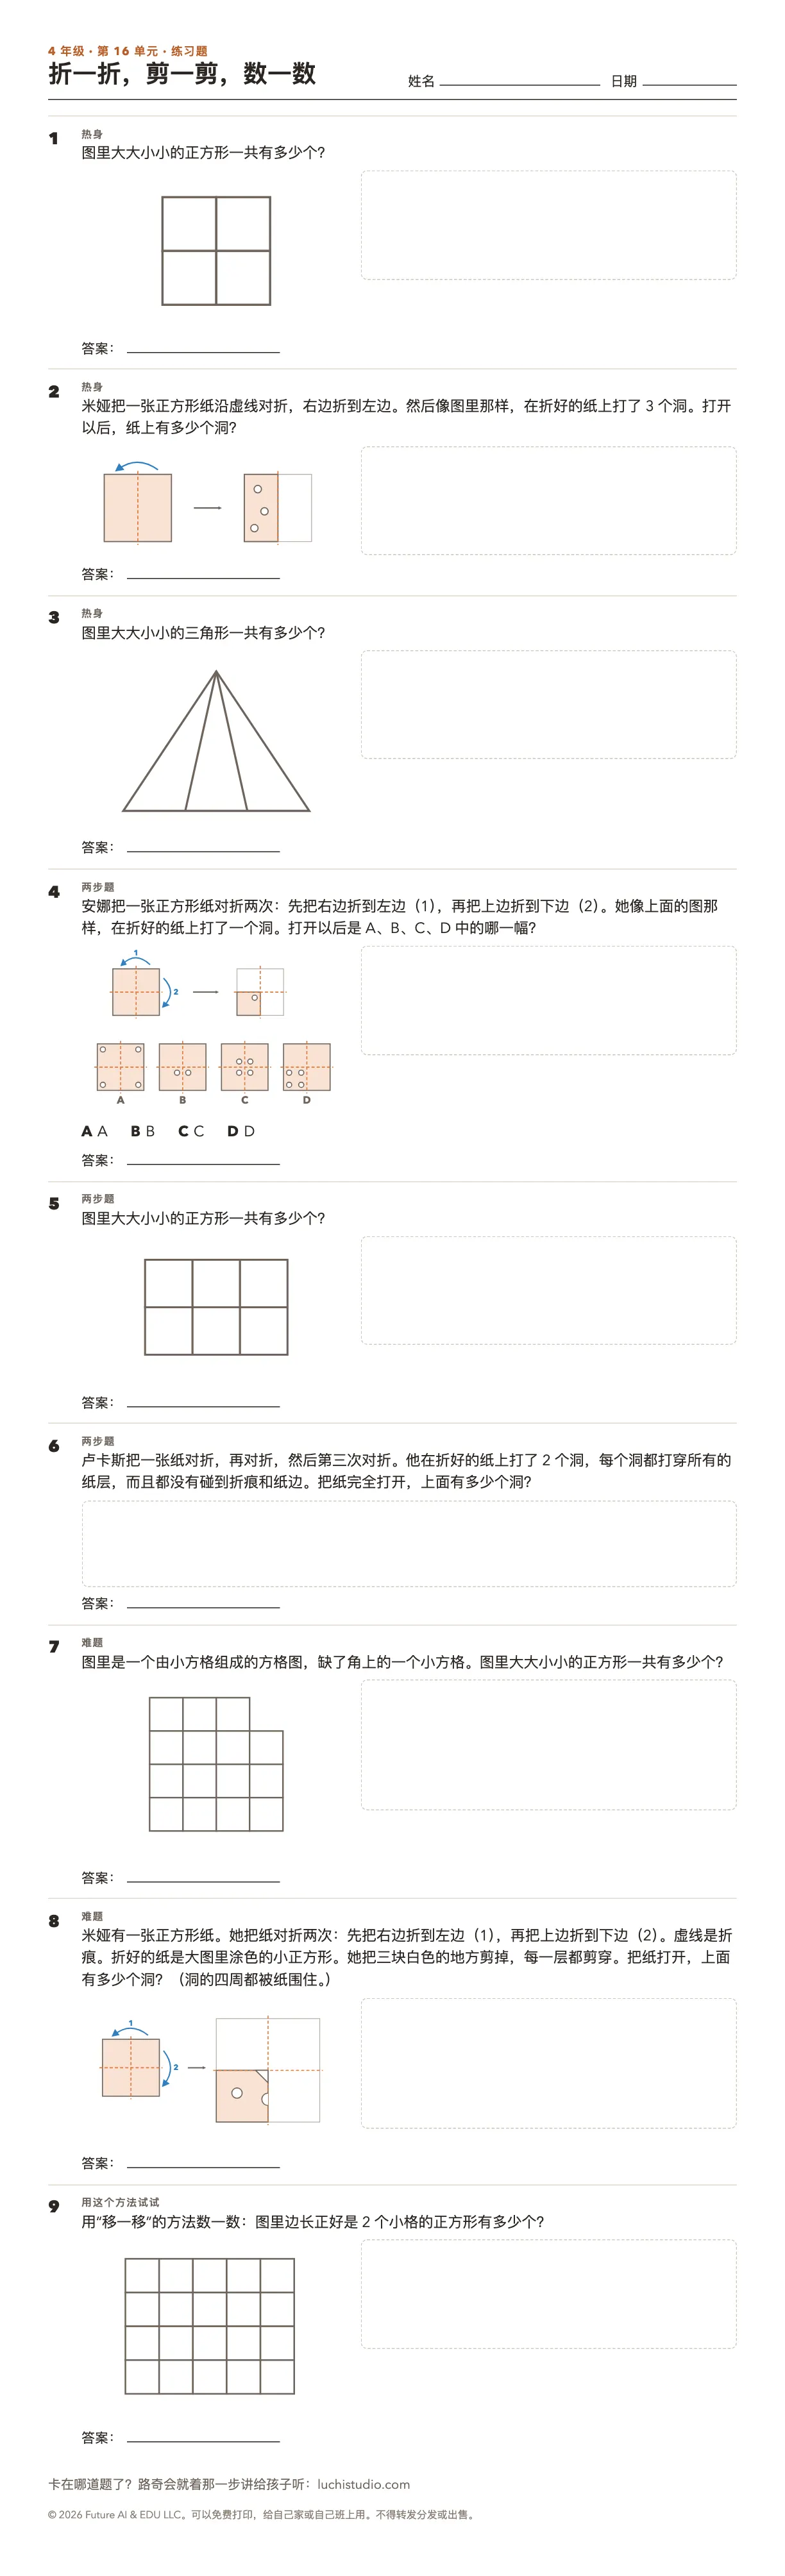 4 年级·第 16 单元·练习题
折一折，剪一剪，数一数
姓名
日期
1
热身
图里大大小小的正方形一共有多少个？
答案：
2
热身
米娅把一张正方形纸沿虚线对折，右边折到左边。然后像图里那样，在折好的纸上打了 3 个洞。打开
以后，纸上有多少个洞？
答案：
3
热身
图里大大小小的三角形一共有多少个？
答案：
4
两步题
安娜把一张正方形纸对折两次：先把右边折到左边（1），再把上边折到下边（2）。她像上面的图那
样，在折好的纸上打了一个洞。打开以后是 A、B、C、D 中的哪一幅？
1
2
A B C D
A A B B C C D D
答案：
5
两步题
图里大大小小的正方形一共有多少个？
答案：
6
两步题
卢卡斯把一张纸对折，再对折，然后第三次对折。他在折好的纸上打了 2 个洞，每个洞都打穿所有的
纸层，而且都没有碰到折痕和纸边。把纸完全打开，上面有多少个洞？
答案：
7
难题
图里是一个由小方格组成的方格图，缺了角上的一个小方格。图里大大小小的正方形一共有多少个？
答案：
8
难题
米娅有一张正方形纸。她把纸对折两次：先把右边折到左边（1），再把上边折到下边（2）。虚线是折
痕。折好的纸是大图里涂色的小正方形。她把三块白色的地方剪掉，每一层都剪穿。把纸打开，上面
有多少个洞？（洞的四周都被纸围住。）
1
2
答案：
9
用这个方法试试
用“移一移”的方法数一数：图里边长正好是 2 个小格的正方形有多少个？
答案：
卡在哪道题了？路奇会就着那一步讲给孩子听：luchistudio.com
© 2026 Future AI & EDU LLC。可以免费打印，给自己家或自己班上用。不得转发分发或出售。